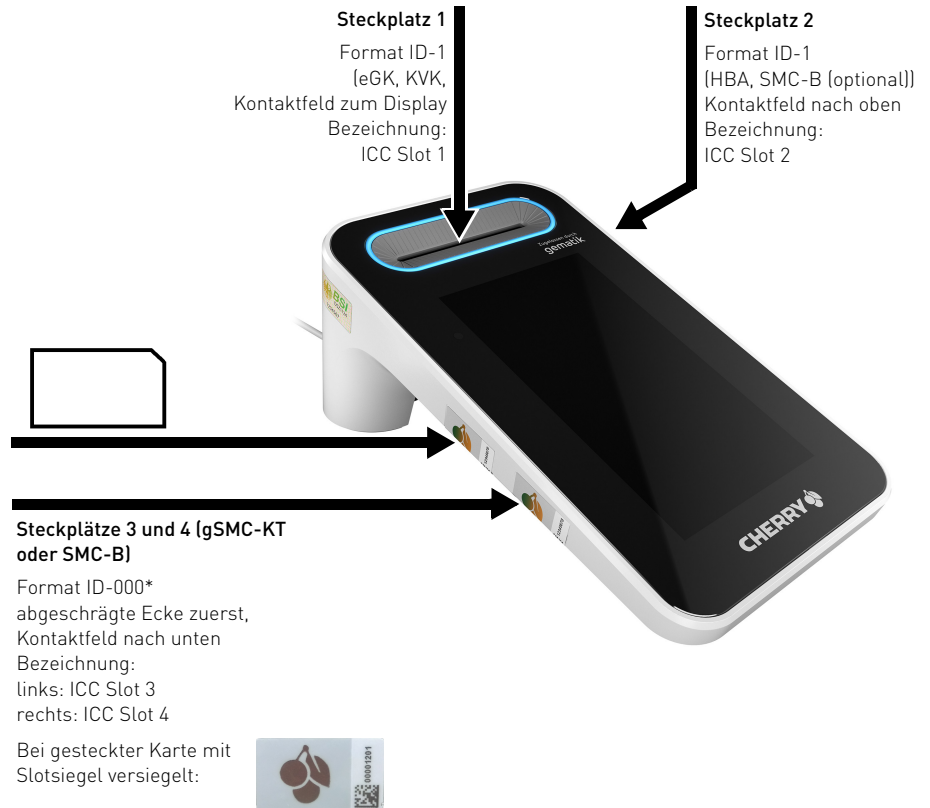 Steckplatz 1
Format ID-1
(eGK, KVK,
Kontaktfeld zum Display
Bezeichnung:
ICC Slot 1
Steckplatz 2
Format ID-1
(HBA, SMC-B (optional))
Kontaktfeld nach oben
Bezeichnung:
ICC Slot 2
Zugelassen durch
gematik
BSI
CHERRY
Steckplätze 3 und 4 (gSMC-KT
oder SMC-B)
Format ID-000*
abgeschrägte Ecke zuerst,
Kontaktfeld nach unten
Bezeichnung:
links: ICC Slot 3
rechts: ICC Slot 4
Bei gesteckter Karte mit
Slotsiegel versiegelt:
00001201